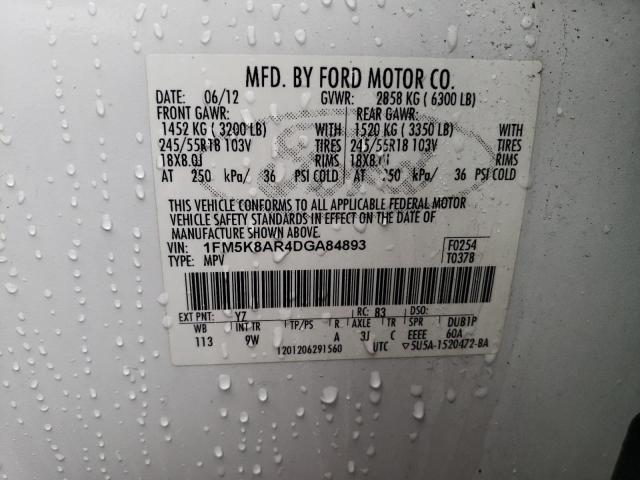 MFD. BY FORD MOTOR CO.
DATE: 06/12 GVWR: 2858 KG ( 6300 LB)
FRONT GAWR: REAR GAWR:
1452 KG ( 3200 LB) WITH 1520 KG ( 3350 LB) WITH
245/55R18 103V TIRES 245/55R18 103V TIRES
18X8.0J RIMS 18X8.0J RIMS
AT 250 kPa/ 36 PSI COLD AT 250 kPa/ 36 PSI COLD
THIS VEHICLE CONFORMS TO ALL APPLICABLE FEDERAL MOTOR
VEHICLE SAFETY STANDARDS IN EFFECT ON THE DATE OF
MANUFACTURE SHOWN ABOVE.
VIN: 1FM5K8AR4DGA84893 F0254
TYPE: MPV T0378
EXT PNT: YZ RC: 83 DSO:
WB INT TR TP/PS R AXLE TR SPR DUB1P
113 9W A 3J C EEEE 60A
1201206291560 UTC ▽5U5A-1520472-BA